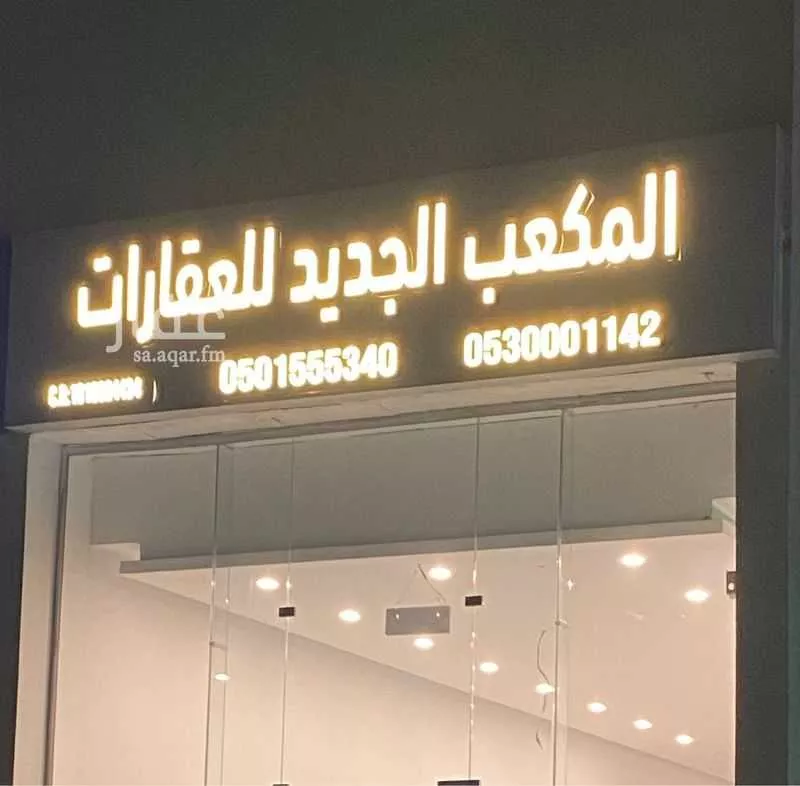 المكعب الجديد للعقارات
0530001142
0501555340
عقار
sa.aqar.fm